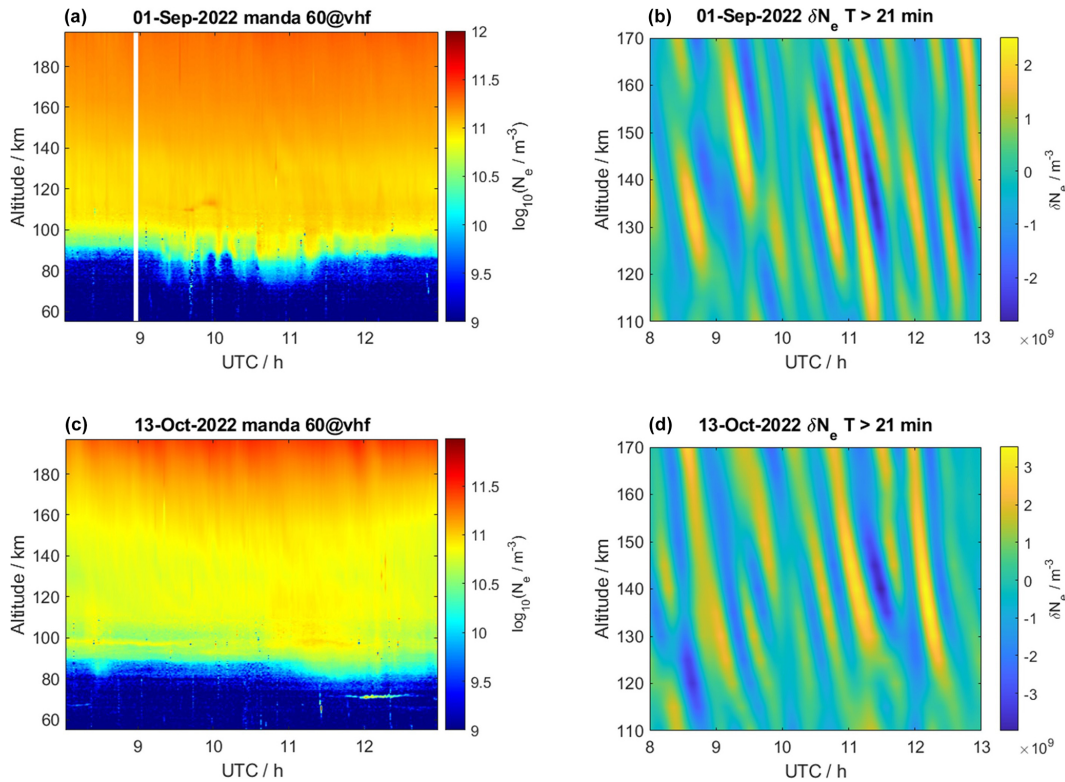 (a) 01-Sep-2022 manda 60@vhf
180
160
140
120
100
80
60
Altitude / km
9 10 11 12
UTC / h
12
11.5
11
10.5
10
9.5
9
log₁₀(Nₑ / m⁻³)
(b) 01-Sep-2022 δNₑ T > 21 min
170
160
150
140
130
120
110
Altitude / km
8 9 10 11 12 13
UTC / h
2
1
0
-1
-2
×10⁹
δNₑ / m⁻³
(c) 13-Oct-2022 manda 60@vhf
180
160
140
120
100
80
60
Altitude / km
9 10 11 12
UTC / h
11.5
11
10.5
10
9.5
9
log₁₀(Nₑ / m⁻³)
(d) 13-Oct-2022 δNₑ T > 21 min
170
160
150
140
130
120
110
Altitude / km
8 9 10 11 12 13
UTC / h
3
2
1
0
-1
-2
-3
×10⁹
δNₑ / m⁻³